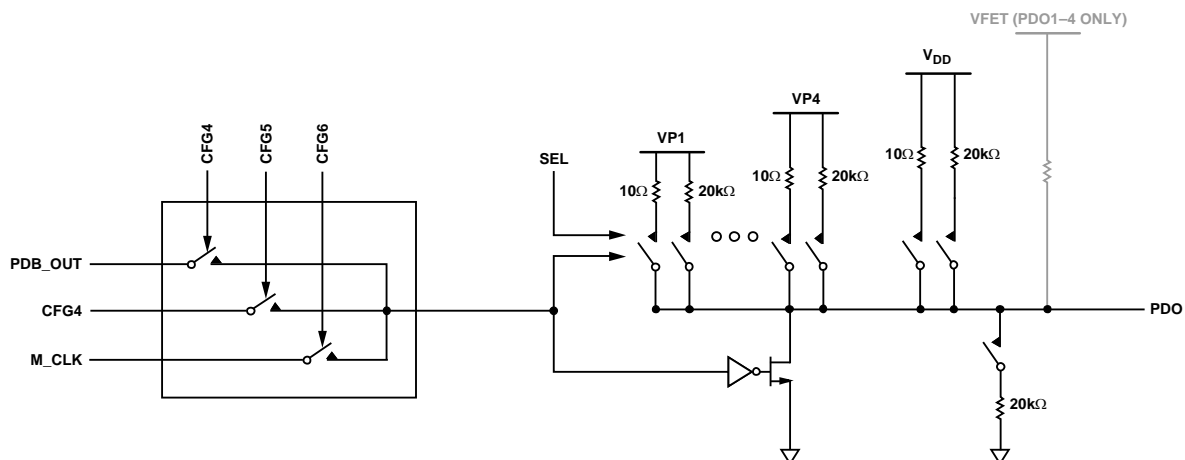 VFET (PDO1–4 ONLY)
VDD
VP4
VP1
CFG4
CFG5
CFG6
SEL
10Ω
20kΩ
10Ω
20kΩ
10Ω
20kΩ
PDB_OUT
CFG4
M_CLK
PDO
20kΩ